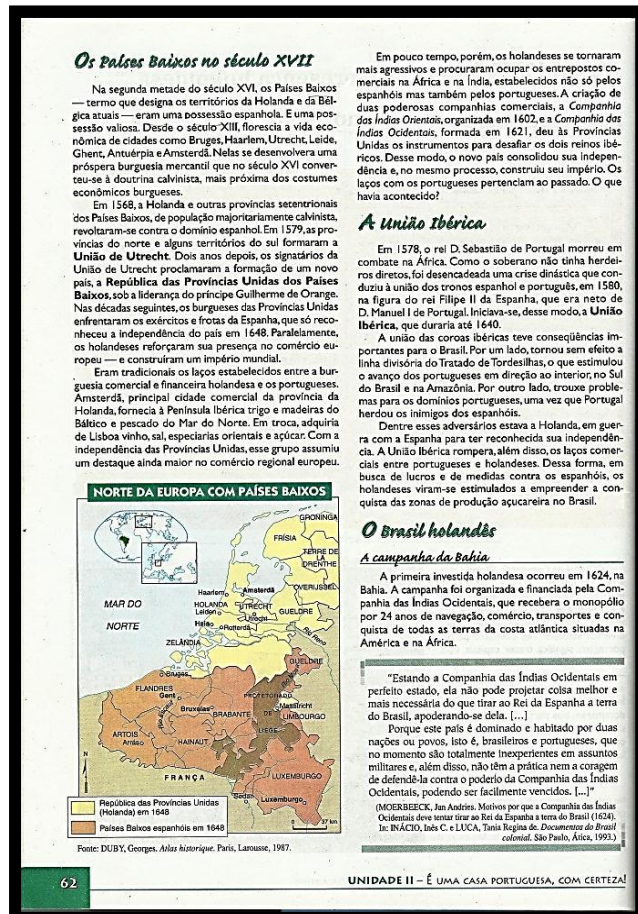 Os Países Baixos no século XVII
Na segunda metade do século XVI, os Países Baixos
— termo que designa os territórios da Holanda e da Bél-
gica atuais — eram uma possessão espanhola. E uma pos-
sessão valiosa. Desde o século XIII, florescia a vida eco-
nômica de cidades como Bruges, Haarlem, Utrecht, Leide,
Ghent, Antuérpia e Amsterdã. Nelas se desenvolvera uma
próspera burguesia mercantil que no século XVI conver-
teu-se à doutrina calvinista, mais próxima dos costumes
econômicos burgueses.
Em 1568, a Holanda e outras províncias setentrionais
dos Países Baixos, de população majoritariamente calvinista,
revoltaram-se contra o domínio espanhol. Em 1579, as pro-
víncias do norte e alguns territórios do sul formaram a
União de Utrecht. Dois anos depois, os signatários da
União de Utrecht proclamaram a formação de um novo
país, a República das Províncias Unidas dos Países
Baixos, sob a liderança do príncipe Guilherme de Orange.
Nas décadas seguintes, os burgueses das Províncias Unidas
enfrentaram os exércitos e frotas da Espanha, que só reco-
nheceu a independência do país em 1648. Paralelamente,
os holandeses reforçaram sua presença no comércio eu-
ropeu — e construíram um império mundial.
Eram tradicionais os laços estabelecidos entre a bur-
guesia comercial e financeira holandesa e os portugueses.
Amsterdã, principal cidade comercial da província da
Holanda, fornecia à Península Ibérica trigo e madeiras do
Báltico e pescado do Mar do Norte. Em troca, adquiria
de Lisboa vinho, sal, especiarias orientais e açúcar. Com a
independência das Províncias Unidas, esse grupo assumiu
um destaque ainda maior no comércio regional europeu.
NORTE DA EUROPA COM PAÍSES BAIXOS
GRONINGA
FRÍSIA
TERRE DE
LA
DRENTHE
OVERIJSSEL
Haarlem
Amsterdã
MAR DO
NORTE
HOLANDA
Leiden
UTRECHT
Utrecht
GUELDRE
Haia
Rotterdã
Rio Reno
ZELÂNDIA
GUELDRE
Bruges
FLANDRES
Gent
Bruxelas
BRABANTE
Maastricht
DE
LIMBOURGO
LIÈGE
ARTOIS
Arras
HAINAUT
N
FRANÇA
LUXEMBURGO
Sedan
Luxemburgo
República das Províncias Unidas
(Holanda) em 1648
Países Baixos espanhóis em 1648
0 37 km
Fonte: DUBY, Georges. Atlas historique. Paris, Larousse, 1987.
Em pouco tempo, porém, os holandeses se tornaram
mais agressivos e procuraram ocupar os entrepostos co-
merciais na África e na Índia, estabelecidos não só pelos
espanhóis mas também pelos portugueses. A criação de
duas poderosas companhias comerciais, a Companhia
das Índias Orientais, organizada em 1602, e a Companhia das
Índias Ocidentais, formada em 1621, deu às Províncias
Unidas os instrumentos para desafiar os dois reinos ibé-
ricos. Desse modo, o novo país consolidou sua indepen-
dência e, no mesmo processo, construiu seu império. Os
laços com os portugueses pertenciam ao passado. O que
havia acontecido?
A União Ibérica
Em 1578, o rei D. Sebastião de Portugal morreu em
combate na África. Como o soberano não tinha herdei-
ros diretos, foi desencadeada uma crise dinástica que con-
duziu à união dos tronos espanhol e português, em 1580,
na figura do rei Filipe II da Espanha, que era neto de
D. Manuel I de Portugal. Iniciava-se, desse modo, a União
Ibérica, que duraria até 1640.
A união das coroas ibéricas teve conseqüências im-
portantes para o Brasil. Por um lado, tornou sem efeito a
linha divisória do Tratado de Tordesilhas, o que estimulou
o avanço dos portugueses em direção ao interior, no Sul
do Brasil e na Amazônia. Por outro lado, trouxe proble-
mas para os domínios portugueses, uma vez que Portugal
herdou os inimigos dos espanhóis.
Dentre esses adversários estava a Holanda, em guer-
ra com a Espanha para ter reconhecida sua independên-
cia. A União Ibérica rompera, além disso, os laços comer-
ciais entre portugueses e holandeses. Dessa forma, em
busca de lucros e de medidas contra os espanhóis, os
holandeses viram-se estimulados a empreender a con-
quista das zonas de produção açucareira no Brasil.
O Brasil holandês
A campanha da Bahia
A primeira investida holandesa ocorreu em 1624, na
Bahia. A campanha foi organizada e financiada pela Com-
panhia das Índias Ocidentais, que recebera o monopólio
por 24 anos de navegação, comércio, transportes e con-
quista de todas as terras da costa atlântica situadas na
América e na África.
"Estando a Companhia das Índias Ocidentais em
perfeito estado, ela não pode projetar coisa melhor e
mais necessária do que tirar ao Rei da Espanha a terra
do Brasil, apoderando-se dela. [...]
Porque este país é dominado e habitado por duas
nações ou povos, isto é, brasileiros e portugueses, que
no momento são totalmente inexperientes em assuntos
militares e, além disso, não têm a prática nem a coragem
de defendê-la contra o poderio da Companhia das Índias
Ocidentais, podendo ser facilmente vencidos. [...]"
(MOERBEECK, Jan Andries. Motivos por que a Companhia das Índias
Ocidentais deve tentar tirar ao Rei da Espanha a terra do Brasil (1624).
In: INÁCIO, Inês C. e LUCA, Tania Regina de. Documentos do Brasil
colonial. São Paulo, Ática, 1993.)
62
UNIDADE II – É UMA CASA PORTUGUESA, COM CERTEZA!